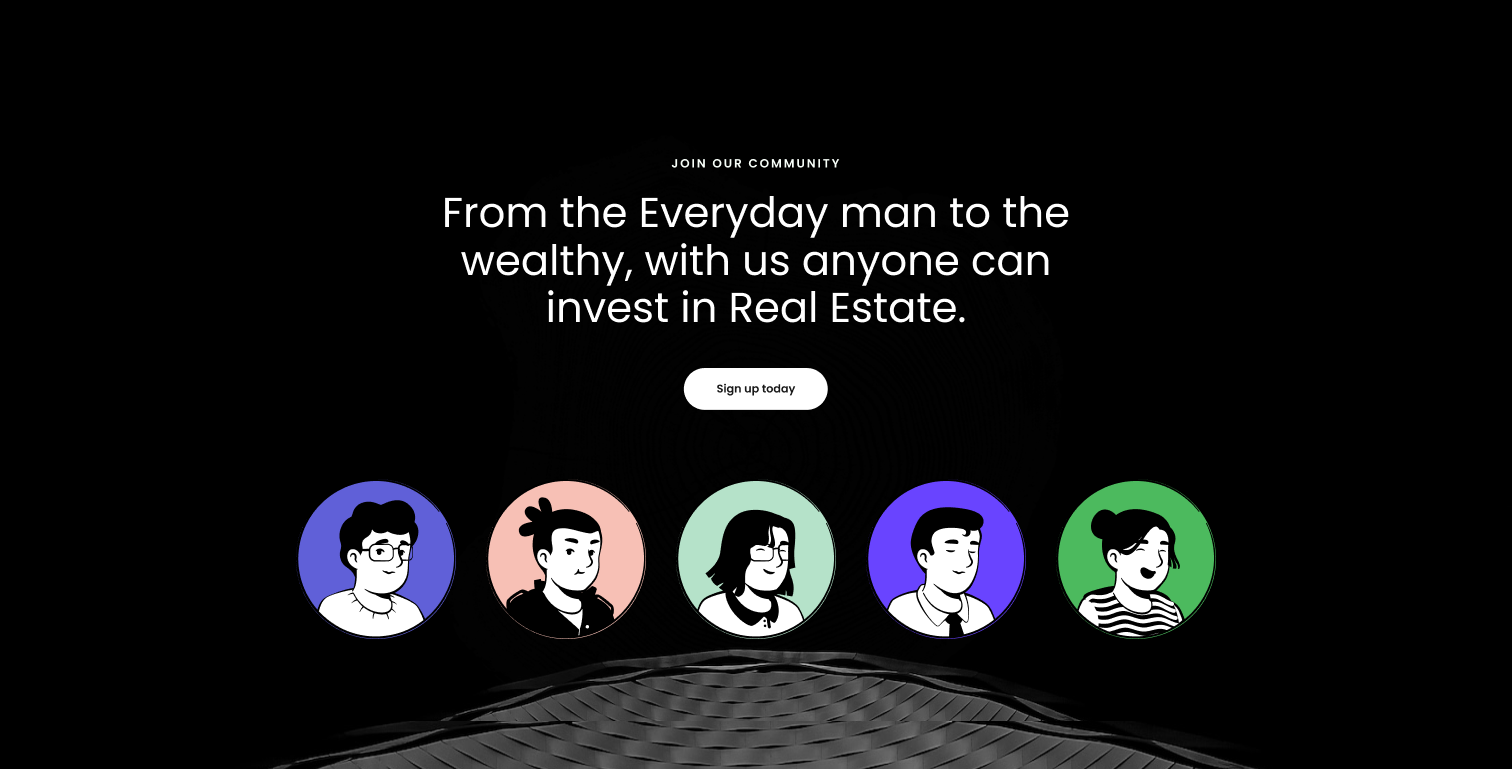 JOIN OUR COMMUNITY
From the Everyday man to the
wealthy, with us anyone can
invest in Real Estate.
Sign up today